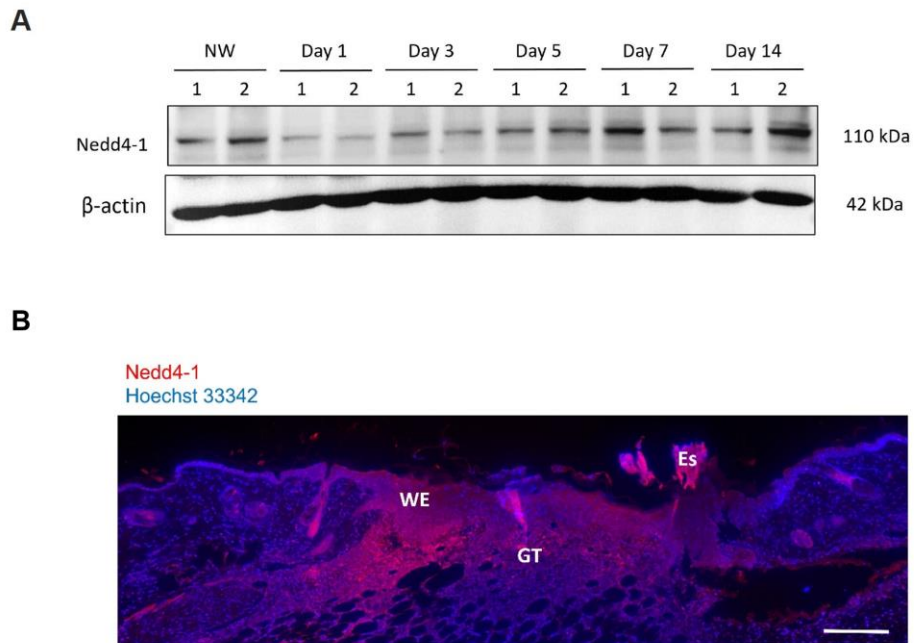 A
NW Day 1 Day 3 Day 5 Day 7 Day 14
1 2 1 2 1 2 1 2 1 2 1 2
Nedd4-1 110 kDa
β-actin 42 kDa
B
Nedd4-1
Hoechst 33342
Es
WE
GT